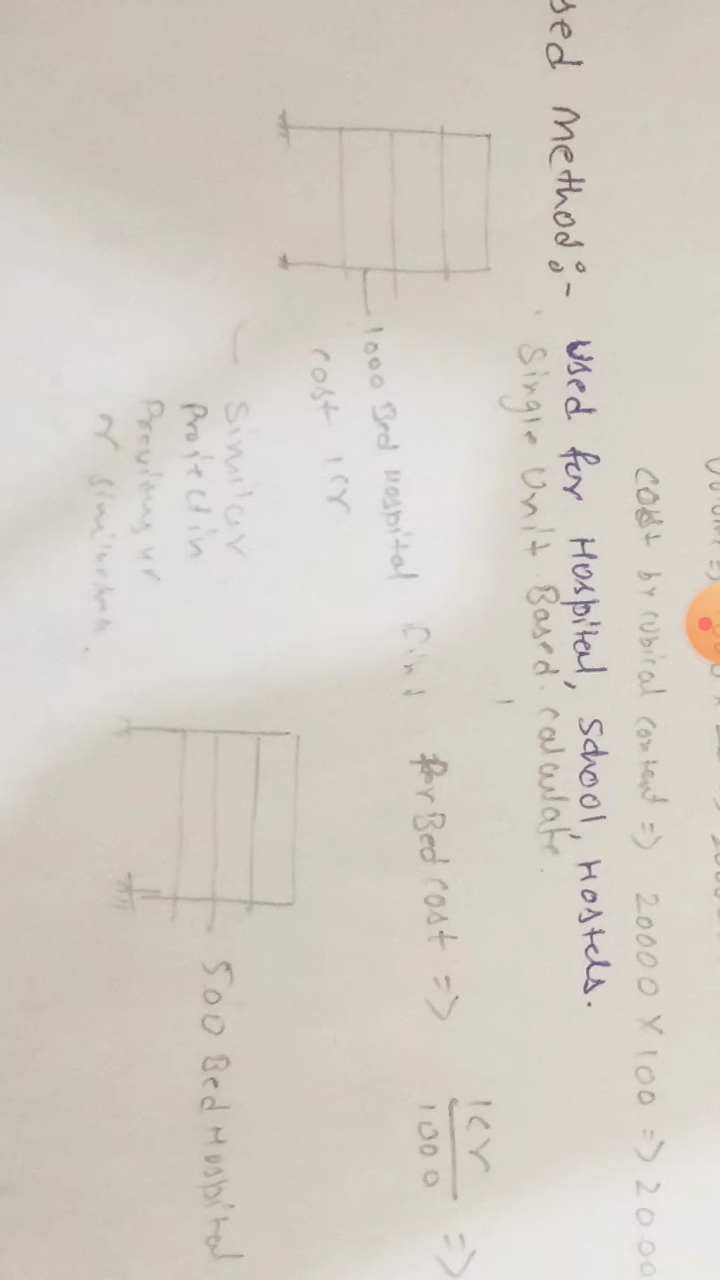 cost by cubical content => 20000 X 100 => 2000
sed Method:- used for Hospital, School, Hostels.
Single Unit Based. calculate.
1000 Bed Hospital
cost 1Cr
Find Per Bed cost => 1Cr / 1000 =>
- Similar
Project in
500 Bed Hospital